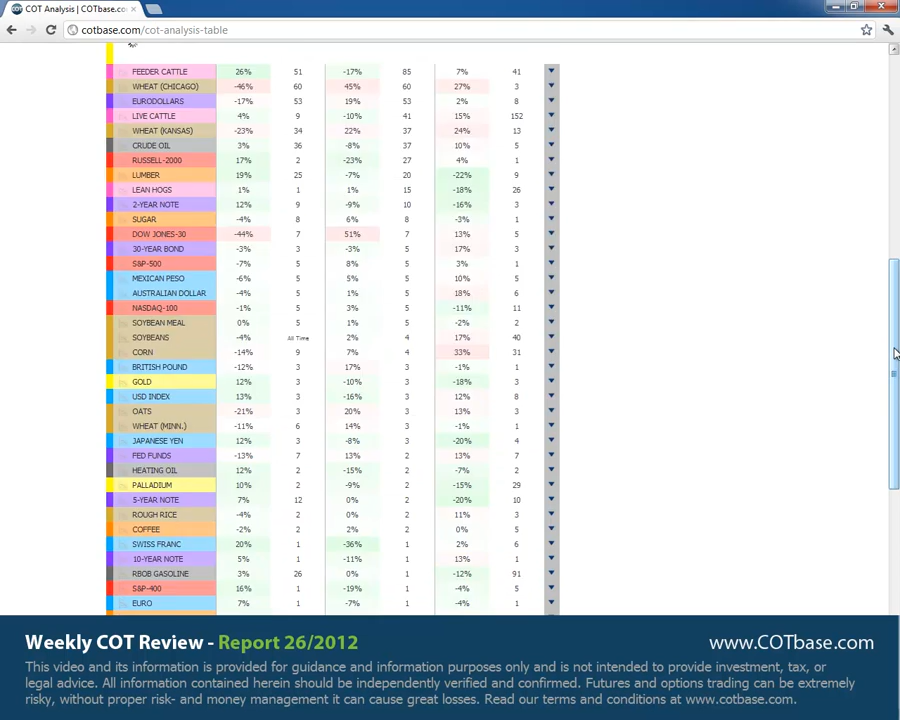 COT Analysis | COTbase.com
cotbase.com/cot-analysis-table
FEEDER CATTLE 26% 51 -17% 85 7% 41
WHEAT (CHICAGO) -46% 60 45% 60 27% 3
EURODOLLARS -17% 53 19% 53 2% 8
LIVE CATTLE 4% 9 -10% 41 15% 152
WHEAT (KANSAS) -23% 34 22% 37 24% 13
CRUDE OIL 3% 36 -8% 37 10% 5
RUSSELL-2000 17% 2 -23% 27 4% 1
LUMBER 19% 25 -7% 20 -22% 9
LEAN HOGS 1% 1 1% 15 -18% 26
2-YEAR NOTE 12% 9 -9% 10 -16% 3
SUGAR -4% 8 6% 8 -3% 1
DOW JONES-30 -44% 7 51% 7 13% 5
30-YEAR BOND -3% 3 -3% 5 17% 3
S&P-500 -7% 5 8% 5 3% 1
MEXICAN PESO -6% 5 5% 5 10% 5
AUSTRALIAN DOLLAR -4% 5 1% 5 18% 6
NASDAQ-100 -1% 5 3% 5 -11% 11
SOYBEAN MEAL 0% 5 1% 5 -2% 2
SOYBEANS -4% All Time 2% 4 17% 40
CORN -14% 9 7% 4 33% 31
BRITISH POUND -12% 3 17% 3 -1% 1
GOLD 12% 3 -10% 3 -18% 3
USD INDEX 13% 3 -16% 3 12% 8
OATS -21% 3 20% 3 13% 3
WHEAT (MINN.) -11% 6 14% 3 -1% 1
JAPANESE YEN 12% 3 -8% 3 -20% 4
FED FUNDS -13% 7 13% 2 13% 7
HEATING OIL 12% 2 -15% 2 -7% 2
PALLADIUM 10% 2 -9% 2 -15% 29
5-YEAR NOTE 7% 12 0% 2 -20% 10
ROUGH RICE -4% 2 0% 2 11% 3
COFFEE -2% 2 2% 2 0% 5
SWISS FRANC 20% 1 -36% 1 2% 6
10-YEAR NOTE 5% 1 -11% 1 13% 1
RBOB GASOLINE 3% 26 0% 1 -12% 91
S&P-400 16% 1 -19% 1 -4% 5
EURO 7% 1 -7% 1 -4% 1
Weekly COT Review - Report 26/2012 www.COTbase.com
This video and its information is provided for guidance and information purposes only and is not intended to provide investment, tax, or
legal advice. All information contained herein should be independently verified and confirmed. Futures and options trading can be extremely
risky, without proper risk- and money management it can cause great losses. Read our terms and conditions at www.cotbase.com.